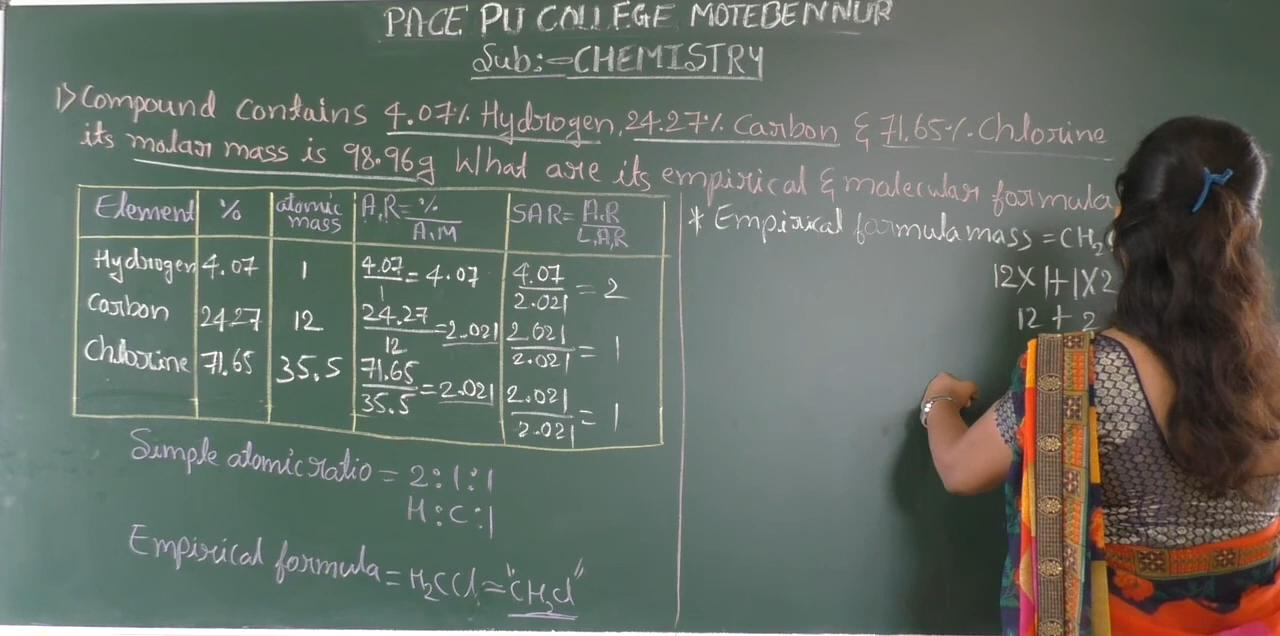 PACE PU COLLEGE MOTEBENNUR
Sub:- CHEMISTRY
1> Compound contains 4.07% Hydrogen, 24.27% Carbon & 71.65% Chlorine
its molar mass is 98.96g What are its empirical & molecular formula
Element % atomic mass A.R = %/A.M SAR = A.R/L.A.R
Hydrogen 4.07 1 4.07/1 = 4.07 4.07/2.021 = 2
Carbon 24.27 12 24.27/12 = 2.021 2.021/2.021 = 1
Chlorine 71.65 35.5 71.65/35.5 = 2.021 2.021/2.021 = 1
Simple atomic ratio = 2:1:1
H:C:1
Empirical formula = H₂CCl = "CH₂Cl"
* Empirical formula mass = CH₂
12×1+1×2
12 + 2